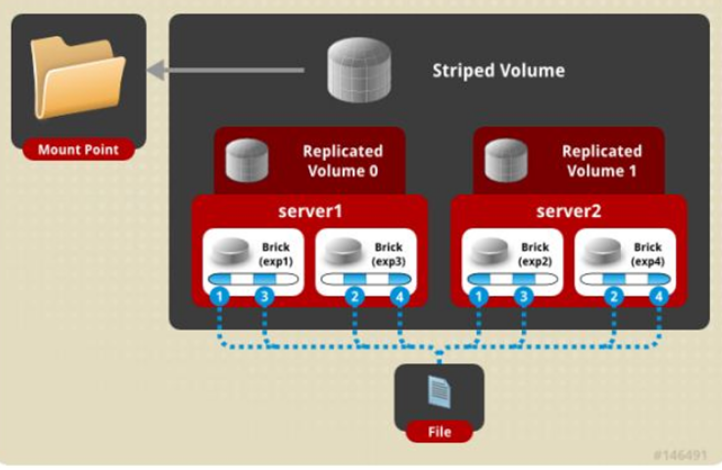 Striped Volume
Mount Point
Replicated
Volume 0
Replicated
Volume 1
server1
server2
Brick
(exp1)
Brick
(exp3)
Brick
(exp2)
Brick
(exp4)
1
3
2
4
1
3
2
4
File
#146491